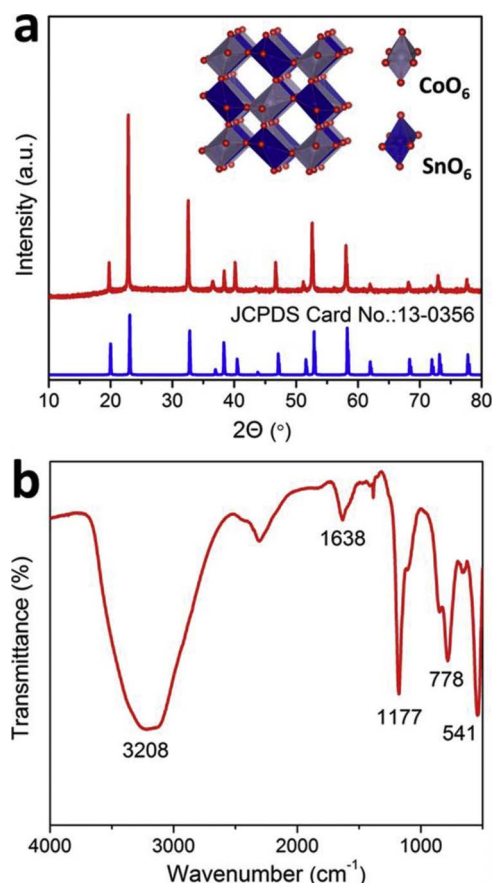 a
CoO6
SnO6
Intensity (a.u.)
JCPDS Card No.:13-0356
10 20 30 40 50 60 70 80
2Θ (°)
b
Transmittance (%)
1638
778
1177
541
3208
4000 3000 2000 1000
Wavenumber (cm-1)